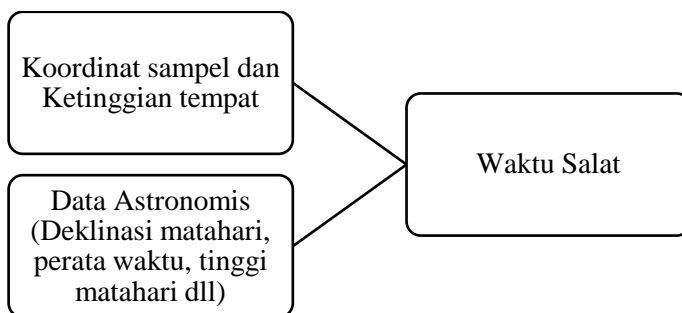 Koordinat sampel dan
Ketinggian tempat
Waktu Salat
Data Astronomis
(Deklinasi matahari,
perata waktu, tinggi
matahari dll)